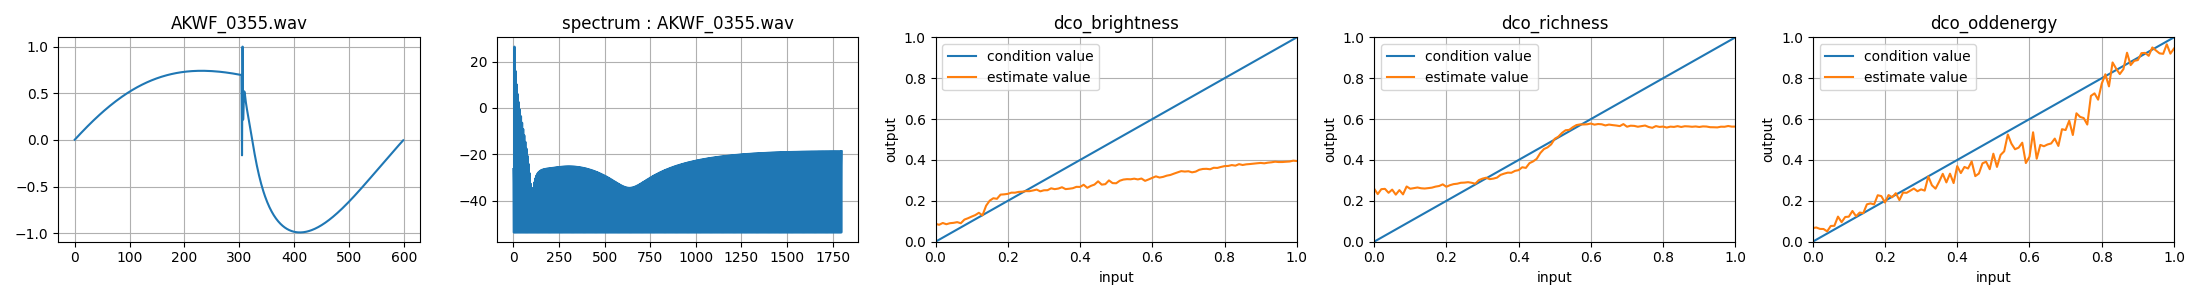 AKWF_0355.wav
1.0
0.5
0.0
−0.5
−1.0
0 100 200 300 400 500 600
spectrum : AKWF_0355.wav
20
0
−20
−40
0 250 500 750 1000 1250 1500 1750
dco_brightness
condition value
estimate value
output
1.0
0.8
0.6
0.4
0.2
0.0
0.0 0.2 0.4 0.6 0.8 1.0
input
dco_richness
condition value
estimate value
output
1.0
0.8
0.6
0.4
0.2
0.0
0.0 0.2 0.4 0.6 0.8 1.0
input
dco_oddenergy
condition value
estimate value
output
1.0
0.8
0.6
0.4
0.2
0.0
0.0 0.2 0.4 0.6 0.8 1.0
input